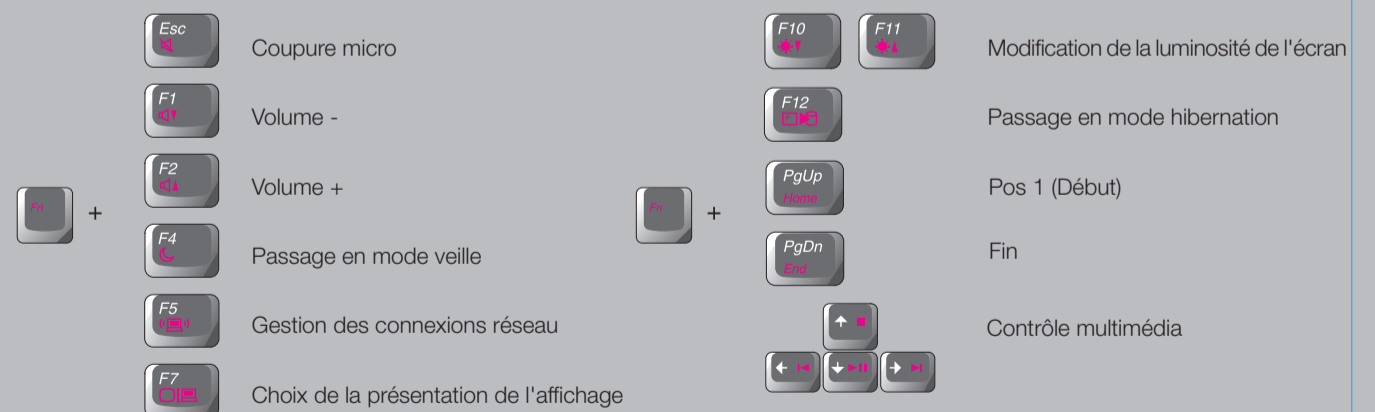 Esc
Coupure micro
F1
Volume -
F2
Volume +
Fn +
F4
Passage en mode veille
F5
Gestion des connexions réseau
F7
Choix de la présentation de l'affichage
F10 F11
Modification de la luminosité de l'écran
F12
Passage en mode hibernation
PgUp
Home
Pos 1 (Début)
Fn +
PgDn
End
Fin
Contrôle multimédia